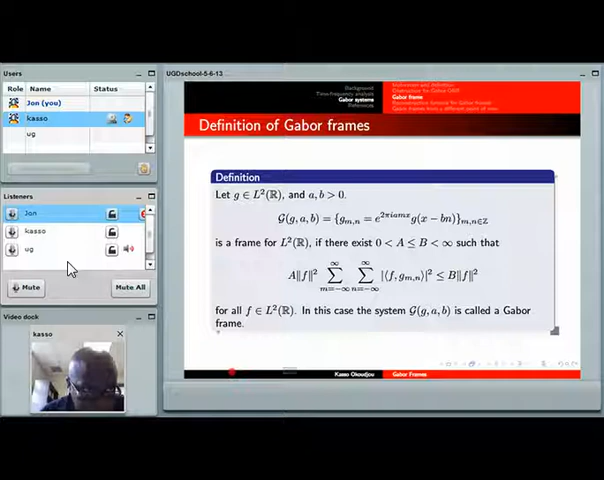 Users
Role Name Status
Jon (you)
kasso
ug
Listeners
Jon
kasso
ug
Mute Mute All
Video dock
kasso
UGDschool-5-6-13
Background
Time-frequency analysis
Gabor systems
References
Gabor frame
Definition of Gabor frames
Definition
Let g ∈ L²(ℝ), and a, b > 0.
𝒢(g, a, b) = {g_{m,n} = e^{2πiamx} g(x − bn)}_{m,n∈ℤ}
is a frame for L²(ℝ), if there exist 0 < A ≤ B < ∞ such that
A‖f‖² ∑_{m=−∞}^{∞} ∑_{n=−∞}^{∞} |⟨f, g_{m,n}⟩|² ≤ B‖f‖²
for all f ∈ L²(ℝ). In this case the system 𝒢(g, a, b) is called a Gabor
frame.
Kasso Okoudjou Gabor Frames